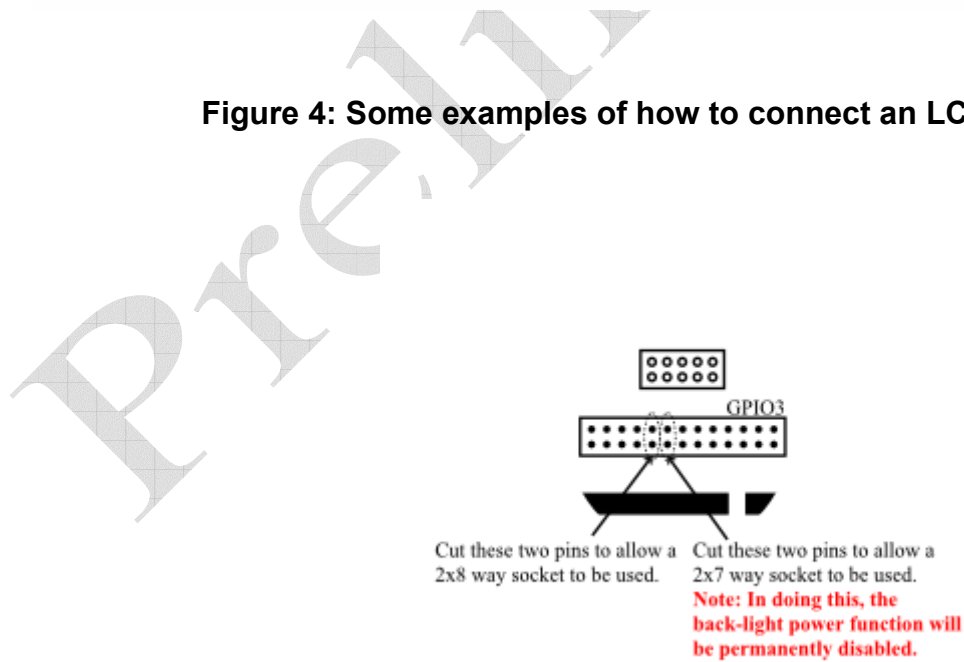 Figure 4: Some examples of how to connect an LC
GPIO3
Cut these two pins to allow a
2x8 way socket to be used.
Cut these two pins to allow a
2x7 way socket to be used.
Note: In doing this, the
back-light power function will
be permanently disabled.
Preli